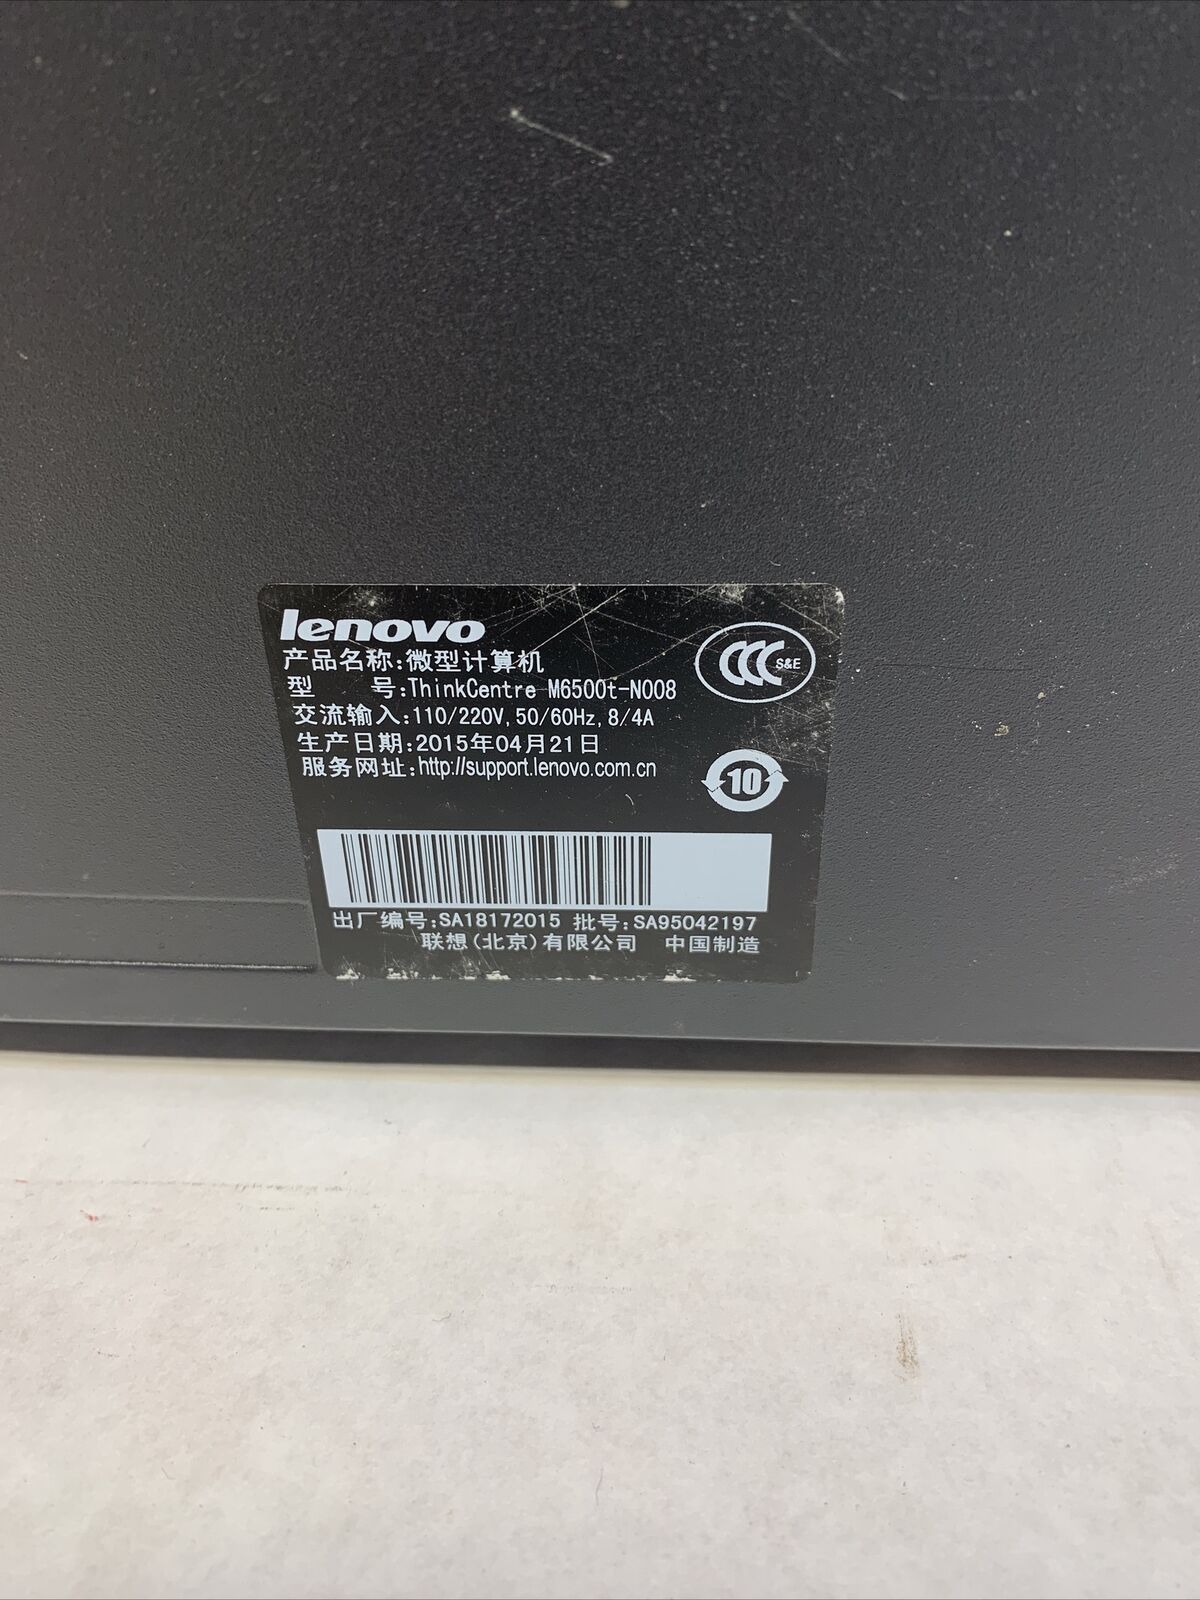 lenovo
产品名称:微型计算机
型 号:ThinkCentre M6500t-N008
交流输入:110/220V,50/60Hz,8/4A
生产日期:2015年04月21日
服务网址:http://support.lenovo.com.cn
CCC S&E
10
出厂编号:SA18172015 批号:SA95042197
联想(北京)有限公司 中国制造